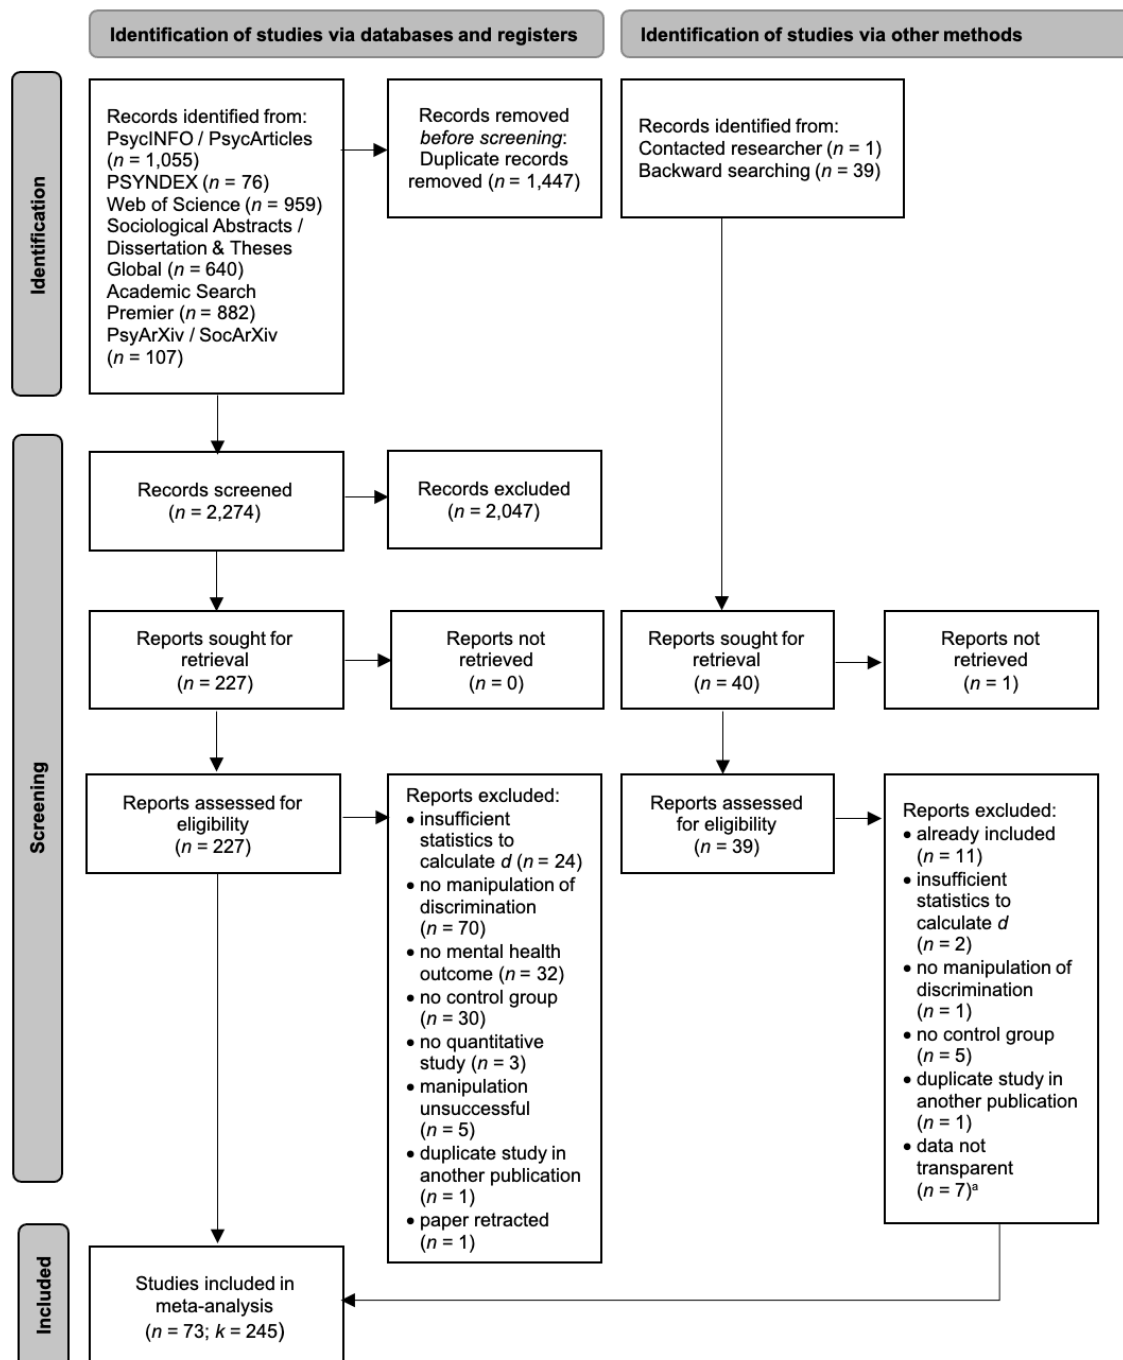 Identification of studies via databases and registers
Identification of studies via other methods
Identification
Records identified from:
PsycINFO / PsycArticles
(n = 1,055)
PSYNDEX (n = 76)
Web of Science (n = 959)
Sociological Abstracts /
Dissertation & Theses
Global (n = 640)
Academic Search
Premier (n = 882)
PsyArXiv / SocArXiv
(n = 107)
Records removed
before screening:
Duplicate records
removed (n = 1,447)
Records identified from:
Contacted researcher (n = 1)
Backward searching (n = 39)
Screening
Records screened
(n = 2,274)
Records excluded
(n = 2,047)
Reports sought for
retrieval
(n = 227)
Reports not
retrieved
(n = 0)
Reports sought for
retrieval
(n = 40)
Reports not
retrieved
(n = 1)
Reports assessed for
eligibility
(n = 227)
Reports excluded:
• insufficient
statistics to
calculate d (n = 24)
• no manipulation of
discrimination
(n = 70)
• no mental health
outcome (n = 32)
• no control group
(n = 30)
• no quantitative
study (n = 3)
• manipulation
unsuccessful
(n = 5)
• duplicate study in
another publication
(n = 1)
• paper retracted
(n = 1)
Reports assessed
for eligibility
(n = 39)
Reports excluded:
• already included
(n = 11)
• insufficient
statistics to
calculate d
(n = 2)
• no manipulation of
discrimination
(n = 1)
• no control group
(n = 5)
• duplicate study in
another publication
(n = 1)
• data not
transparent
(n = 7)ª
Included
Studies included in
meta-analysis
(n = 73; k = 245)